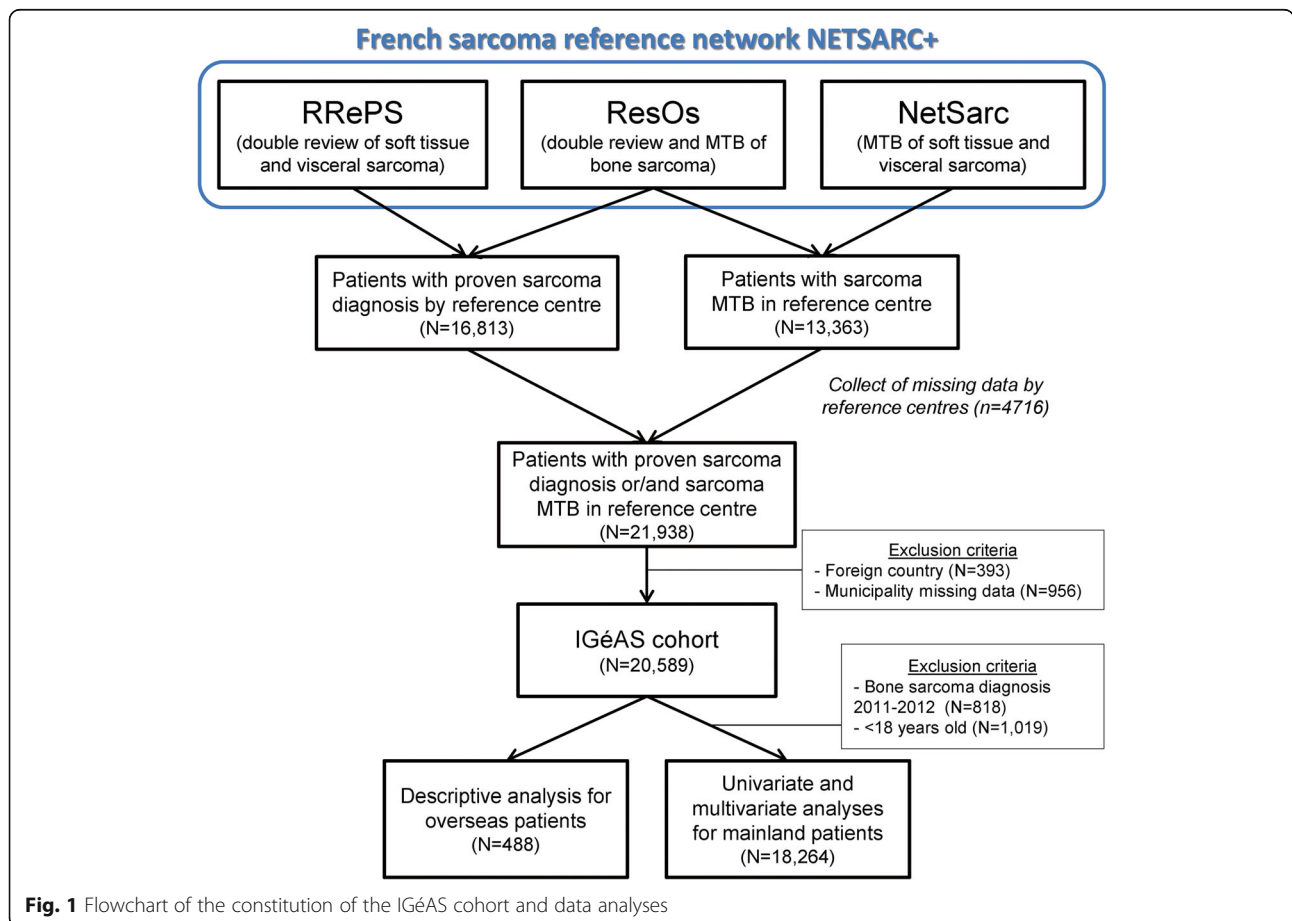 French sarcoma reference network NETSARC+
RRePS
(double review of soft tissue
and visceral sarcoma)
ResOs
(double review and MTB of
bone sarcoma)
NetSarc
(MTB of soft tissue and
visceral sarcoma)
Patients with proven sarcoma
diagnosis by reference centre
(N=16,813)
Patients with sarcoma
MTB in reference centre
(N=13,363)
Collect of missing data by
reference centres (n=4716)
Patients with proven sarcoma
diagnosis or/and sarcoma
MTB in reference centre
(N=21,938)
Exclusion criteria
- Foreign country (N=393)
- Municipality missing data (N=956)
IGéAS cohort
(N=20,589)
Exclusion criteria
- Bone sarcoma diagnosis
2011-2012 (N=818)
- <18 years old (N=1,019)
Descriptive analysis for
overseas patients
(N=488)
Univariate and
multivariate analyses
for mainland patients
(N=18,264)
Fig. 1 Flowchart of the constitution of the IGéAS cohort and data analyses